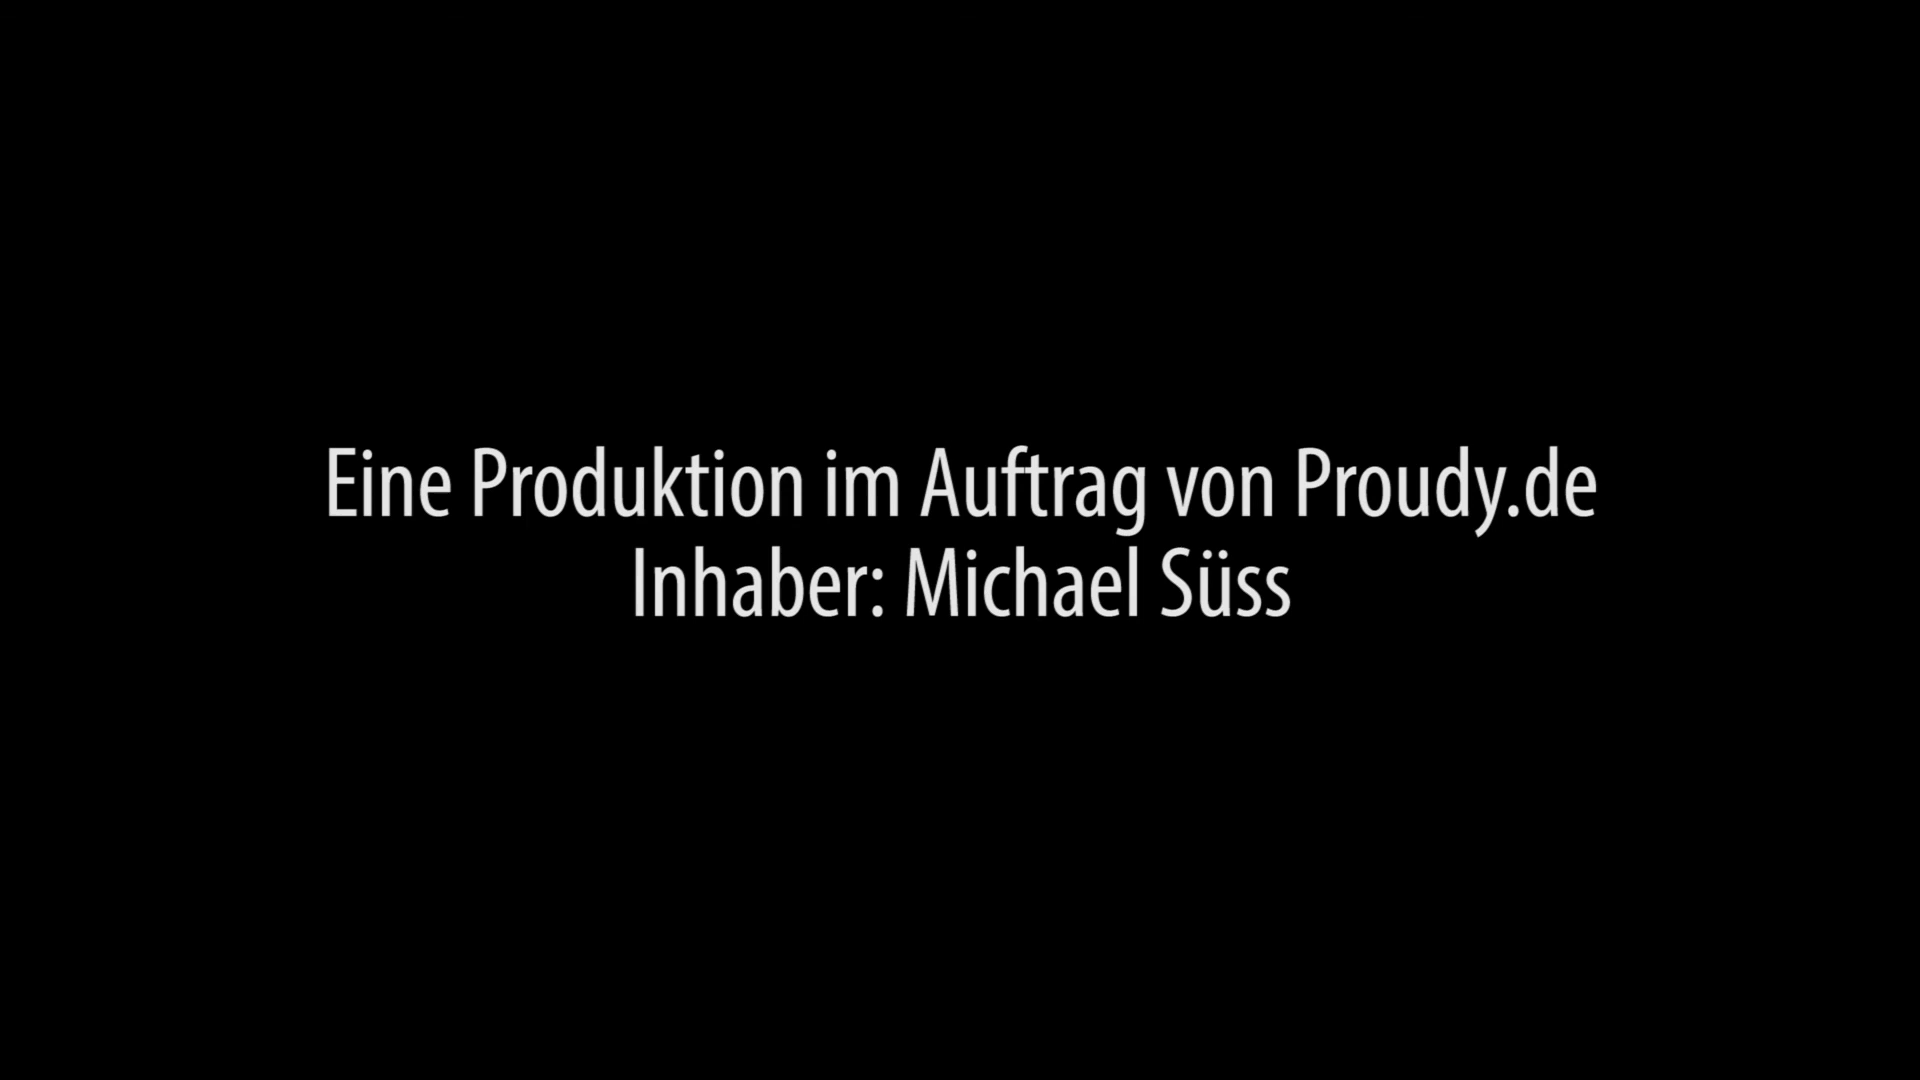 Eine Produktion im Auftrag von Proudy.de
Inhaber: Michael Süss